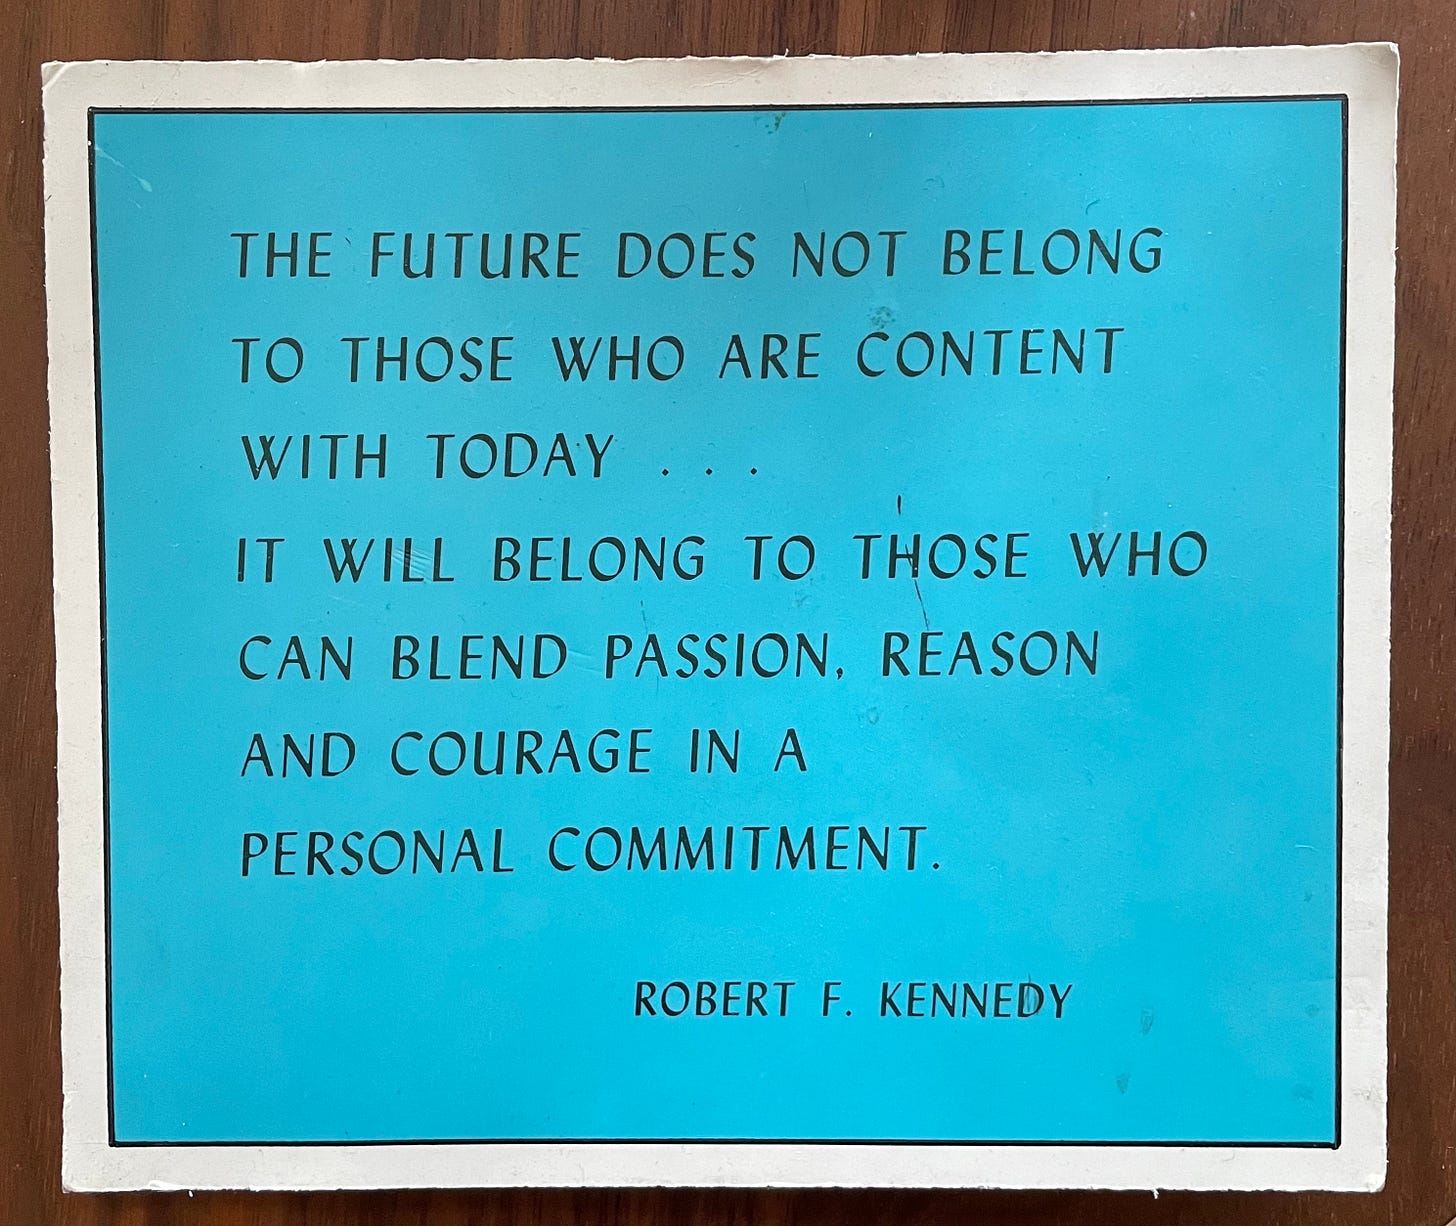 THE FUTURE DOES NOT BELONG
TO THOSE WHO ARE CONTENT
WITH TODAY . . .
IT WILL BELONG TO THOSE WHO
CAN BLEND PASSION, REASON
AND COURAGE IN A
PERSONAL COMMITMENT.
ROBERT F. KENNEDY